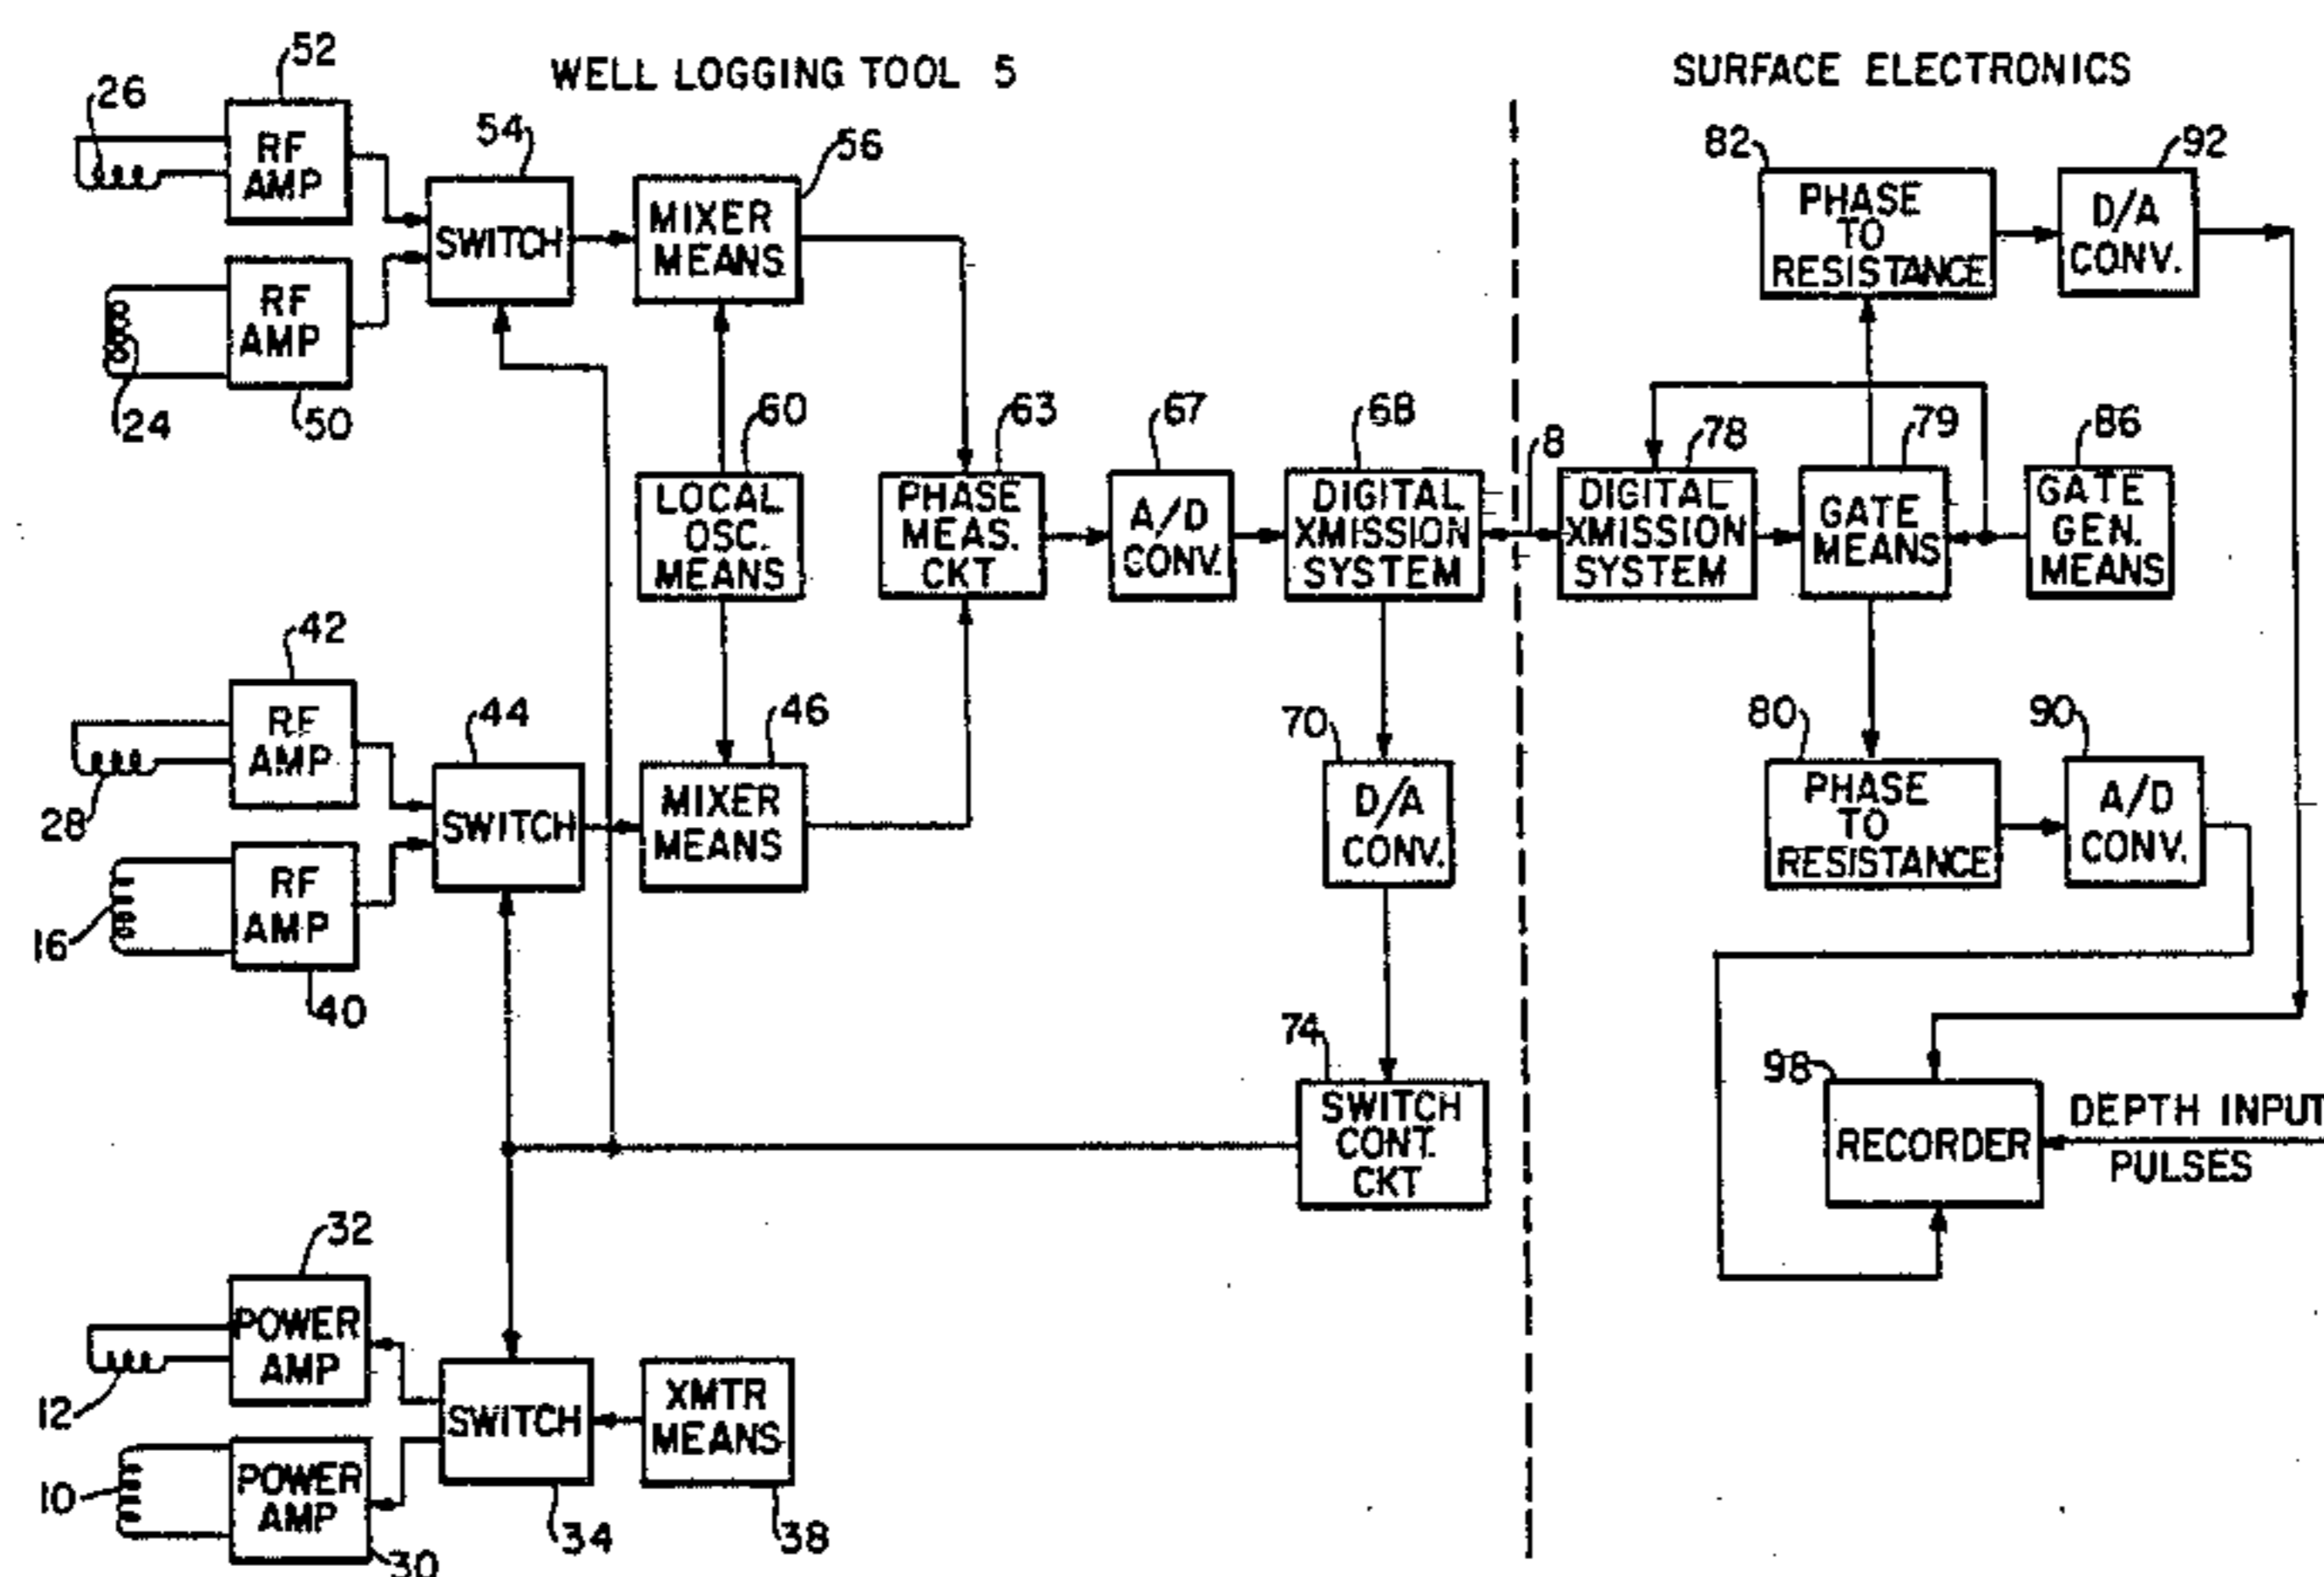 WELL LOGGING TOOL 5
SURFACE ELECTRONICS
52
26
RF
AMP
54
SWITCH
56
MIXER
MEANS
RF
AMP
24
50
82
PHASE
TO
RESISTANCE
92
D/A
CONV.
60
LOCAL
OSC.
MEANS
63
PHASE
MEAS.
CKT
67
A/D
CONV.
68
DIGITAL
XMISSION
SYSTEM
8
78
DIGITAL
XMISSION
SYSTEM
79
GATE
MEANS
86
GATE
GEN.
MEANS
42
RF
AMP
28
44
SWITCH
46
MIXER
MEANS
RF
AMP
16
40
70
D/A
CONV.
80
PHASE
TO
RESISTANCE
90
A/D
CONV.
74
SWITCH
CONT.
CKT
98
RECORDER
DEPTH INPUT
PULSES
32
POWER
AMP
12
SWITCH
34
XMTR
MEANS
38
10
POWER
AMP
30